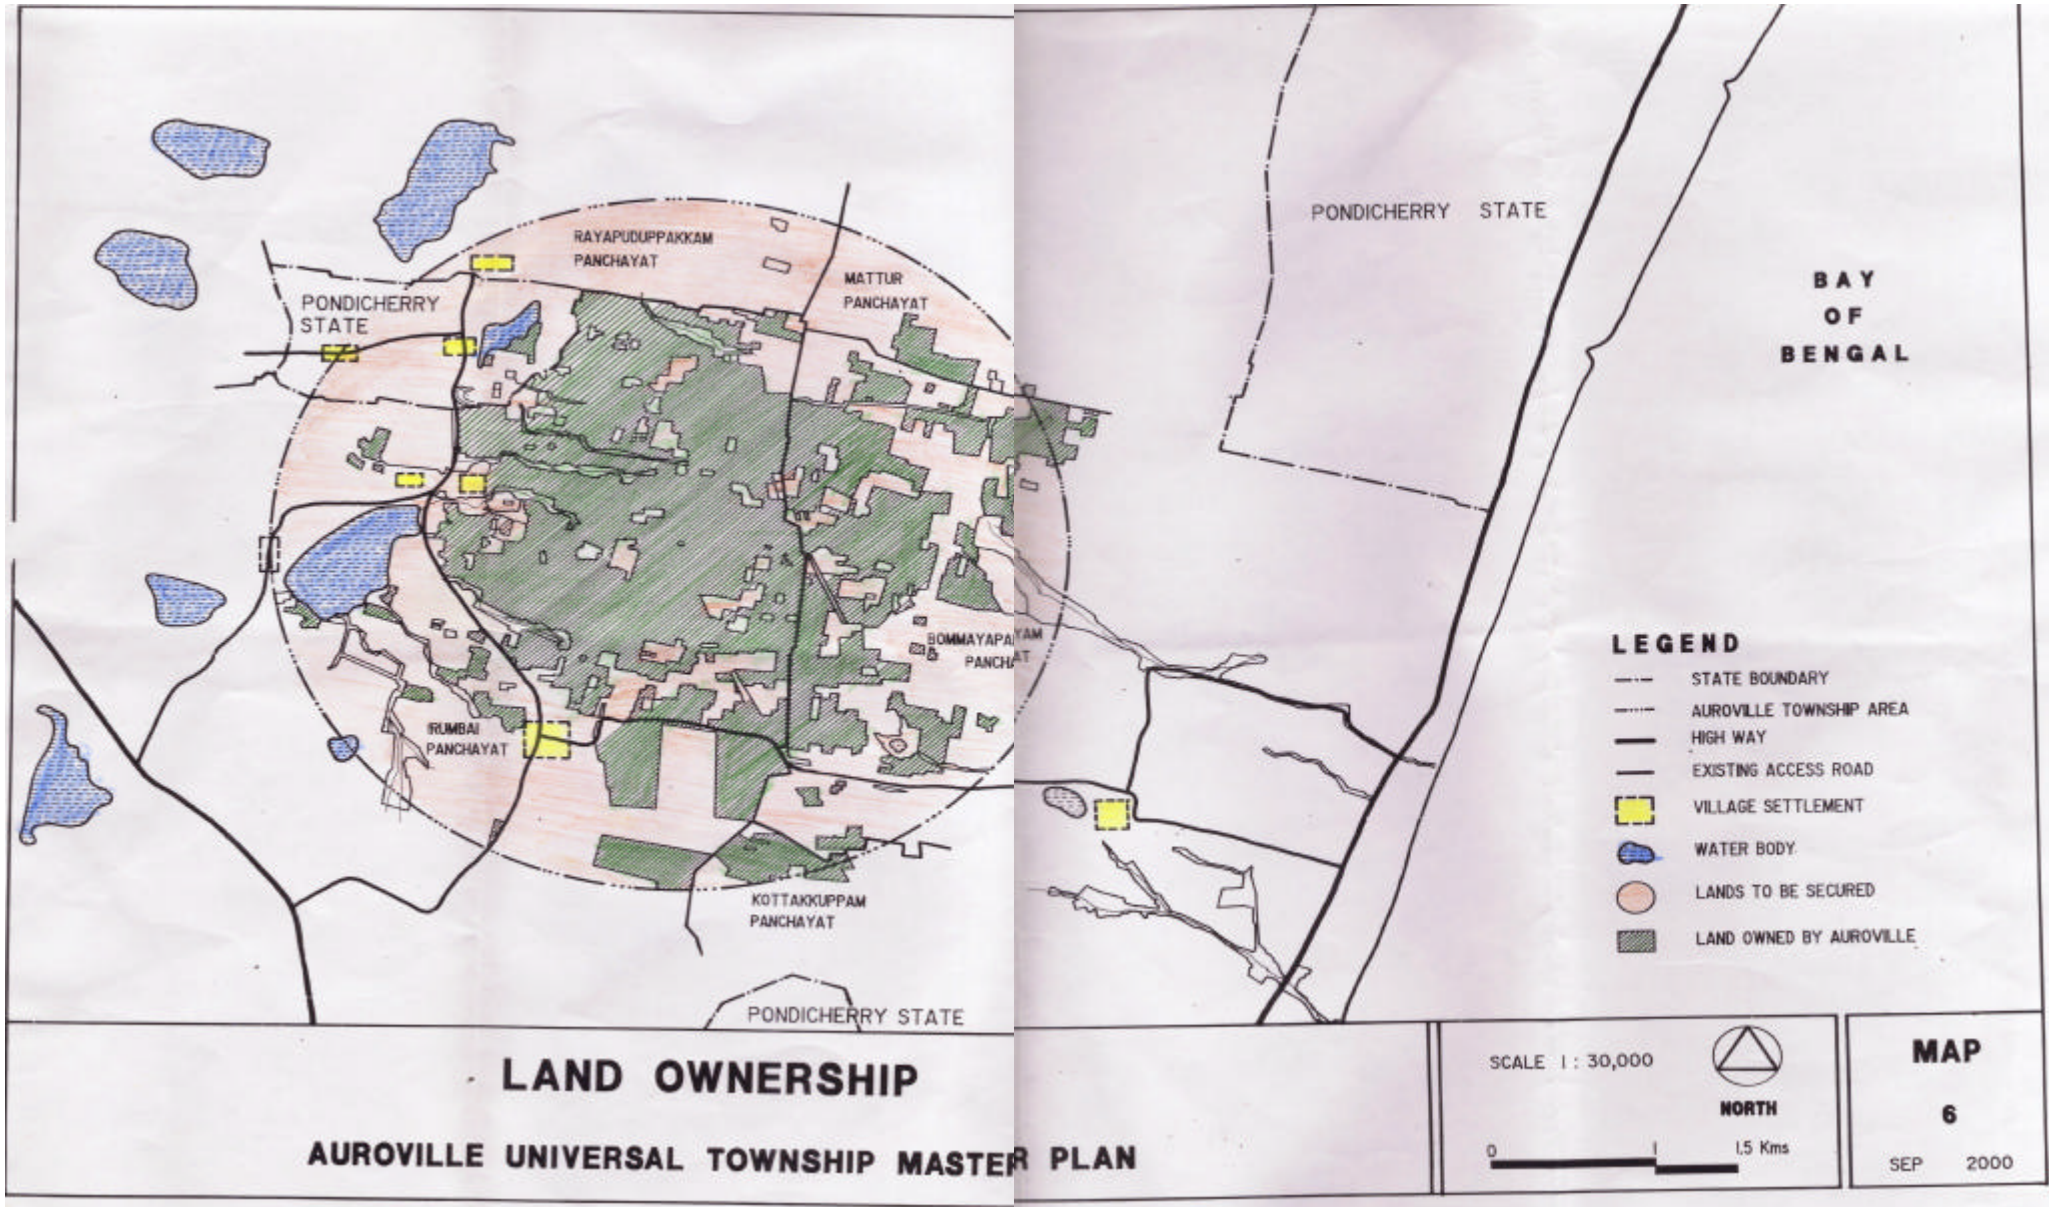 RAYAPUDUPPAKKAM
PANCHAYAT
MATTUR
PANCHAYAT
PONDICHERRY
STATE
PONDICHERRY STATE
BAY
OF
BENGAL
BOMMAYAPALAYAM
PANCHAYAT
IRUMBAI
PANCHAYAT
KOTTAKKUPPAM
PANCHAYAT
PONDICHERRY STATE
LEGEND
STATE BOUNDARY
AUROVILLE TOWNSHIP AREA
HIGH WAY
EXISTING ACCESS ROAD
VILLAGE SETTLEMENT
WATER BODY
LANDS TO BE SECURED
LAND OWNED BY AUROVILLE
LAND OWNERSHIP
AUROVILLE UNIVERSAL TOWNSHIP MASTER PLAN
SCALE 1 : 30,000
NORTH
0 1 1.5 Kms
MAP
6
SEP 2000